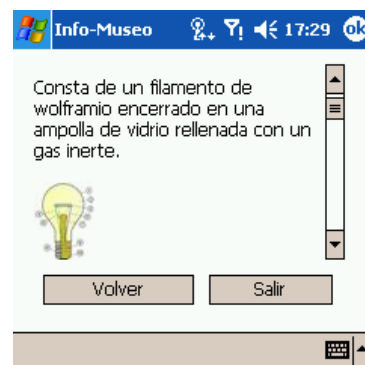 Info-Museo 17:29 ok
Consta de un filamento de
wolframio encerrado en una
ampolla de vidrio rellenada con un
gas inerte.
Volver Salir